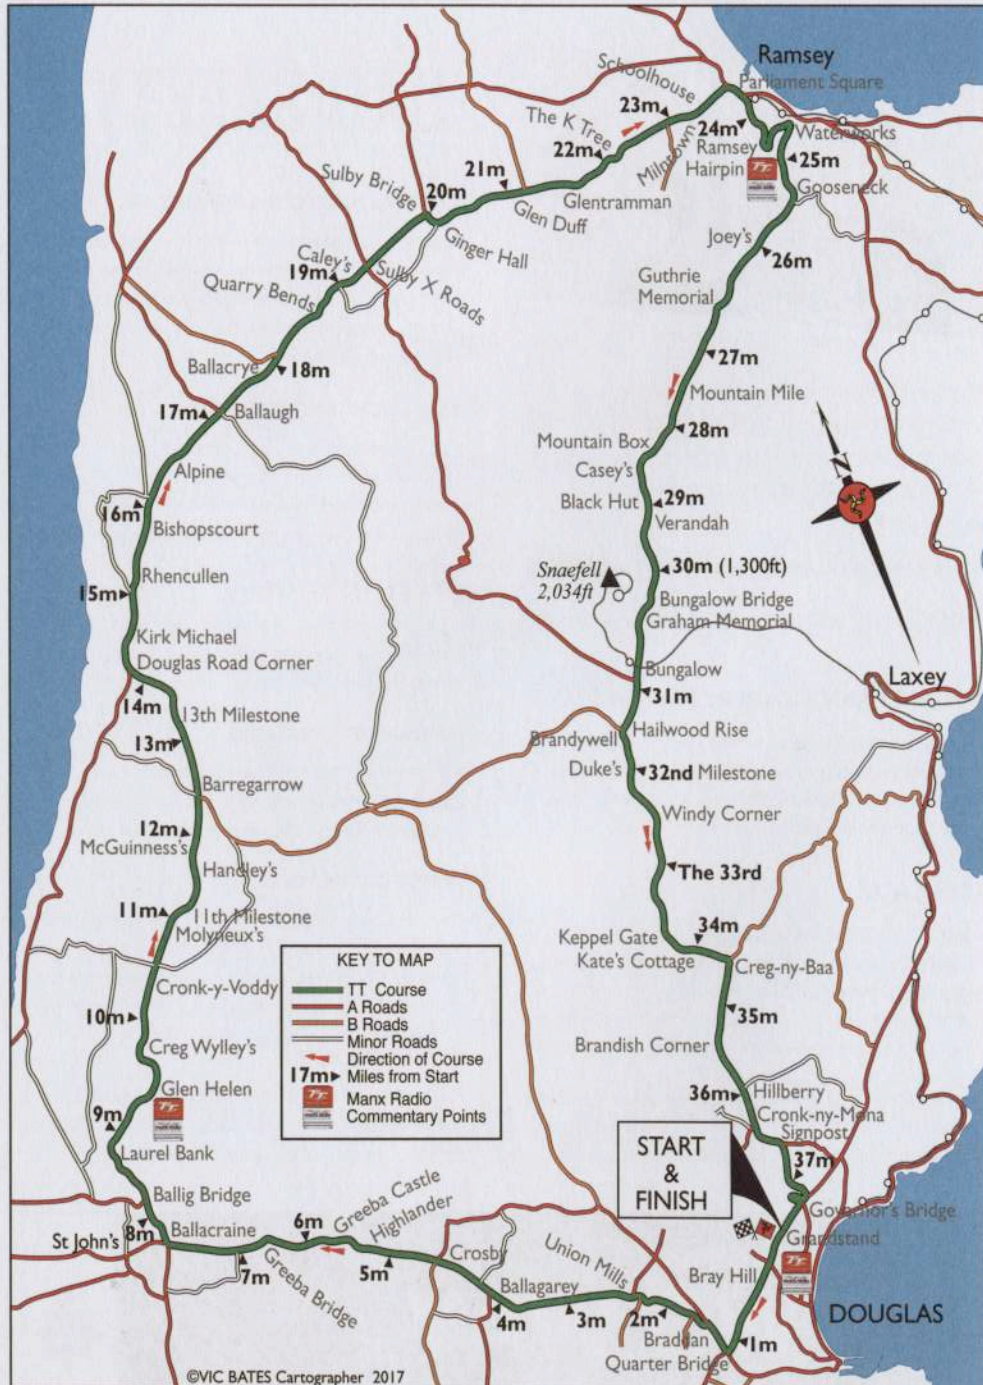 Ramsey
Schoolhouse
Parliament Square
23m
The K Tree
24m
Waterworks
22m
Milntown
Ramsey
Hairpin
25m
21m
Sulby Bridge
20m
Glentramman
Gooseneck
Glen Duff
Joey's
26m
Ginger Hall
Caley's
19m
Sulby X Roads
Quarry Bends
Guthrie
Memorial
27m
Ballacrye
18m
Mountain Mile
17m
Ballaugh
28m
Mountain Box
Alpine
Casey's
N
16m
Black Hut
29m
Bishopscourt
Verandah
Snaefell
2,034ft
30m (1,300ft)
Rhencullen
15m
Bungalow Bridge
Graham Memorial
Kirk Michael
Douglas Road Corner
Bungalow
Laxey
14m
31m
13th Milestone
Hailwood Rise
13m
Brandywell
Duke's
32nd Milestone
Barregarrow
Windy Corner
12m
McGuinness's
Handley's
The 33rd
11m
11th Milestone
Molyneux's
34m
Keppel Gate
Kate's Cottage
Creg-ny-Baa
Cronk-y-Voddy
10m
35m
Creg Wylley's
Brandish Corner
Glen Helen
TT
36m
Hillberry
9m
Cronk-ny-Mona
Signpost
Laurel Bank
37m
Ballig Bridge
Governor's Bridge
8m
Ballacraine
Grandstand
St John's
6m
Greeba Castle
Highlander
7m
Greeba Bridge
5m
Crosby
Union Mills
Bray Hill
Ballagarey
DOUGLAS
4m
3m
2m
Braddan
Quarter Bridge
1m
KEY TO MAP
TT Course
A Roads
B Roads
Minor Roads
Direction of Course
17m Miles from Start
TT Manx Radio
Commentary Points
START
&
FINISH
©VIC BATES Cartographer 2017